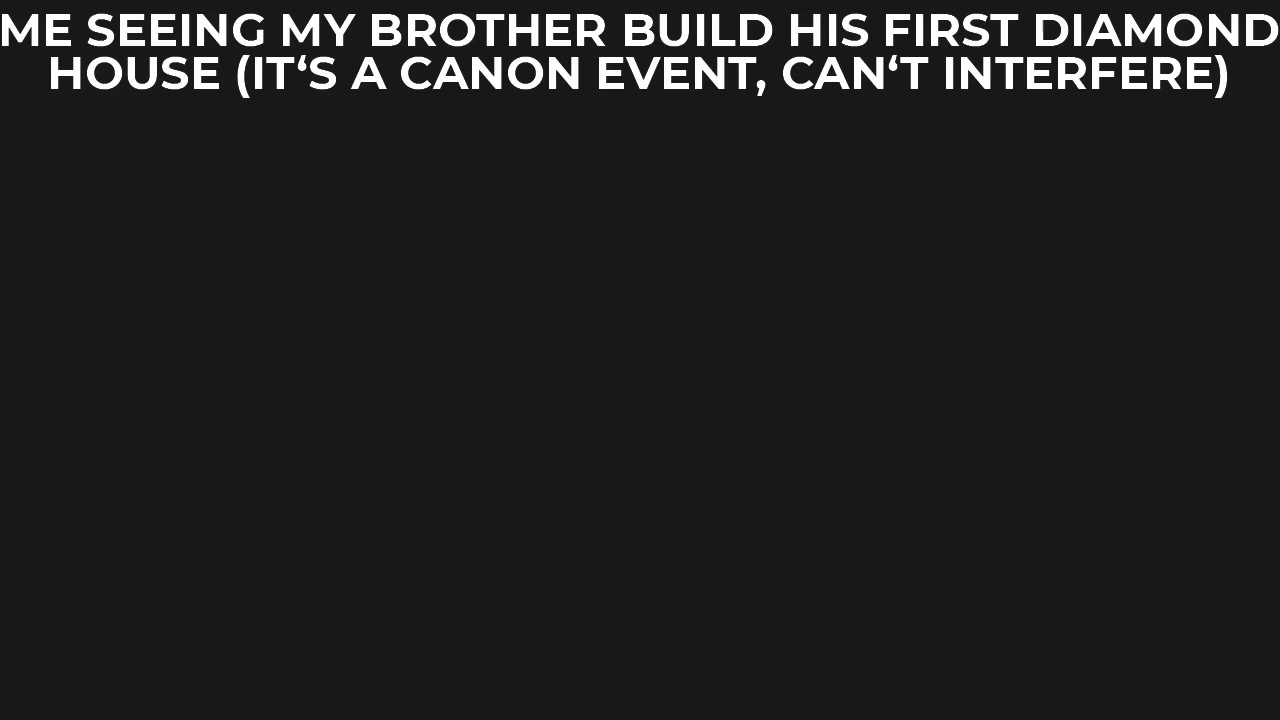 ME SEEING MY BROTHER BUILD HIS FIRST DIAMOND
HOUSE (IT‘S A CANON EVENT, CAN‘T INTERFERE)